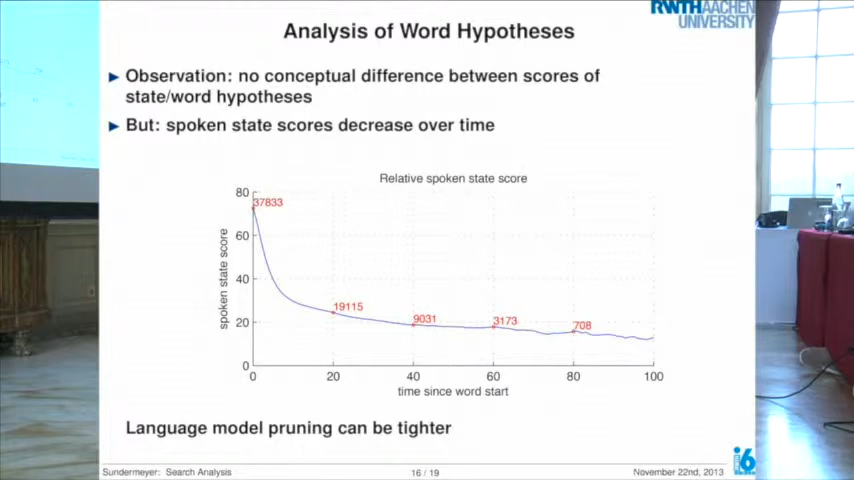 RWTHAACHEN
UNIVERSITY
Analysis of Word Hypotheses
Observation: no conceptual difference between scores of
state/word hypotheses
But: spoken state scores decrease over time
Relative spoken state score
spoken state score
80
60
40
20
0
37833
19115
9031
3173
708
0 20 40 60 80 100
time since word start
Language model pruning can be tighter
Sundermeyer: Search Analysis 16 / 19 November 22nd, 2013
i6